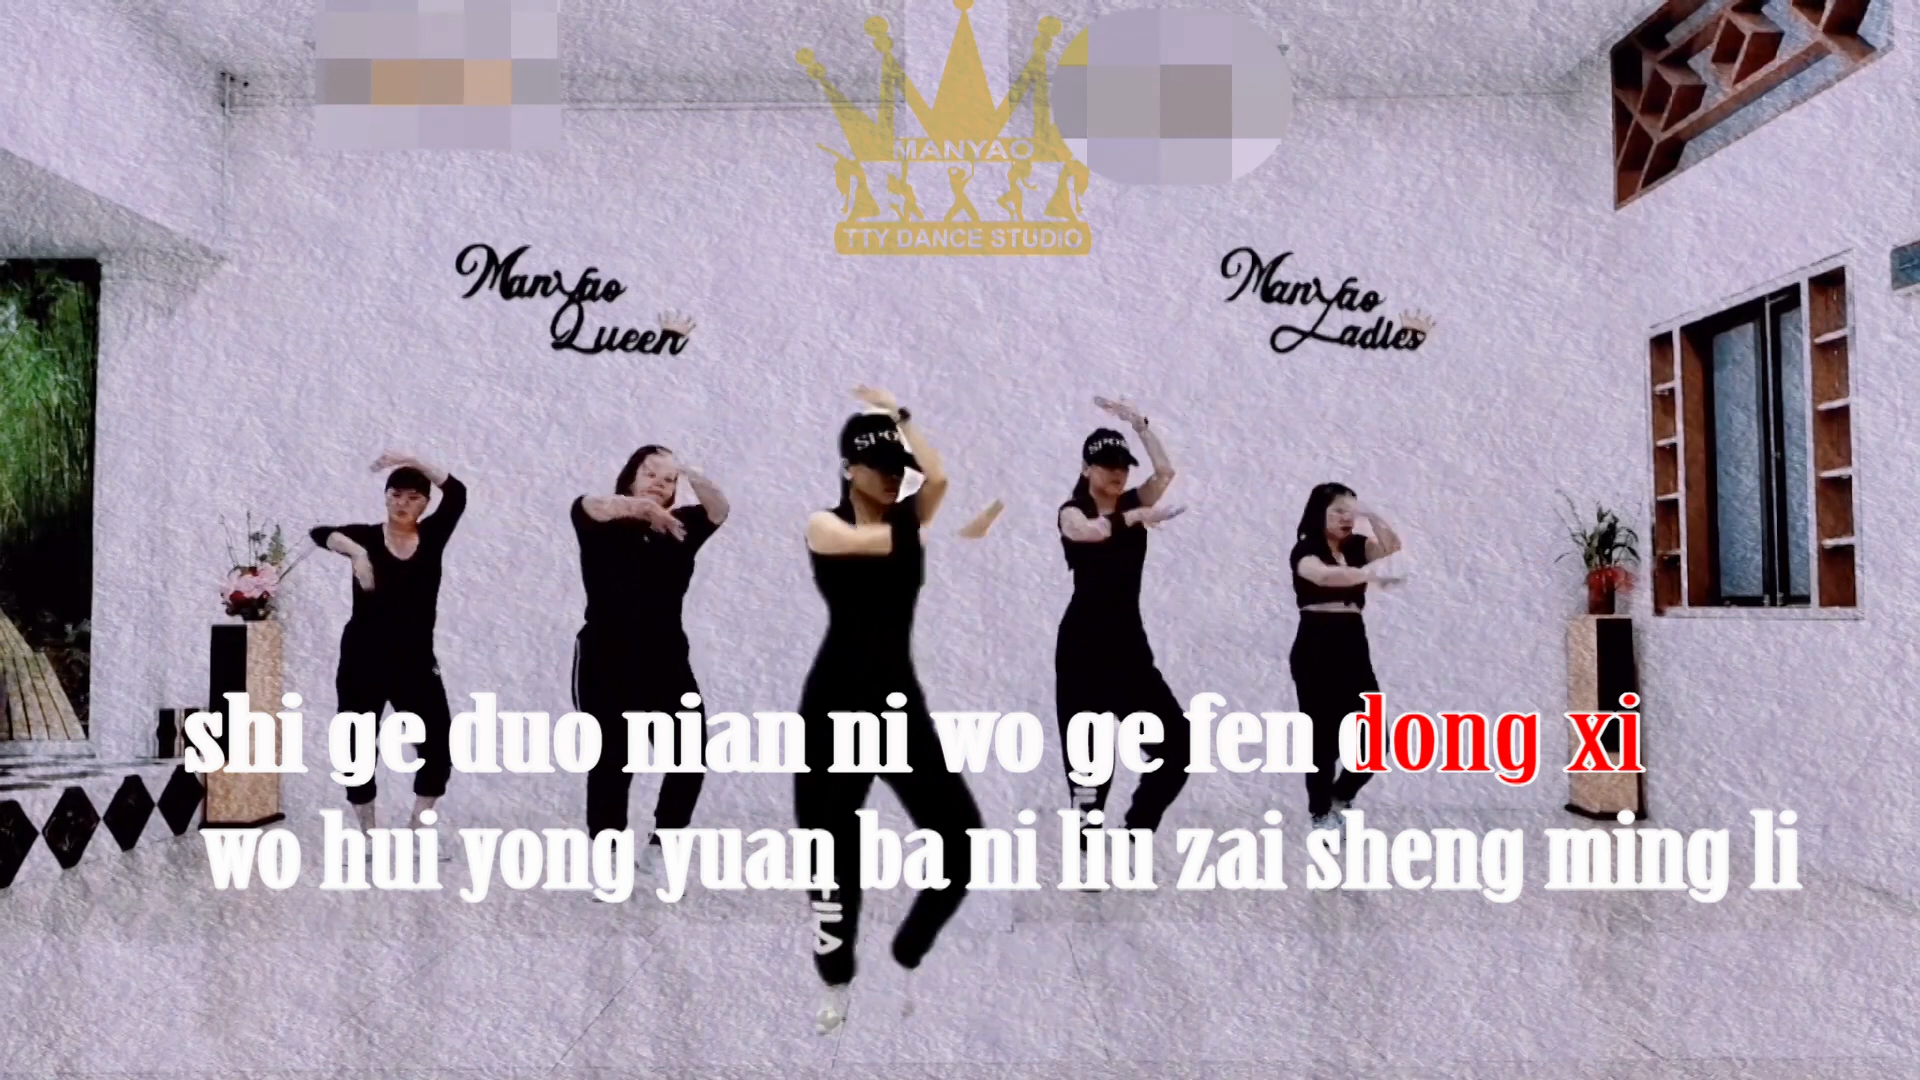 MANYAO
TTY DANCE STUDIO
Manyao
Queen
Manyao
Ladies
SPO
SPO
shi ge duo nian ni wo ge fen dong xi
wo hui yong yuan ba ni liu zai sheng ming li